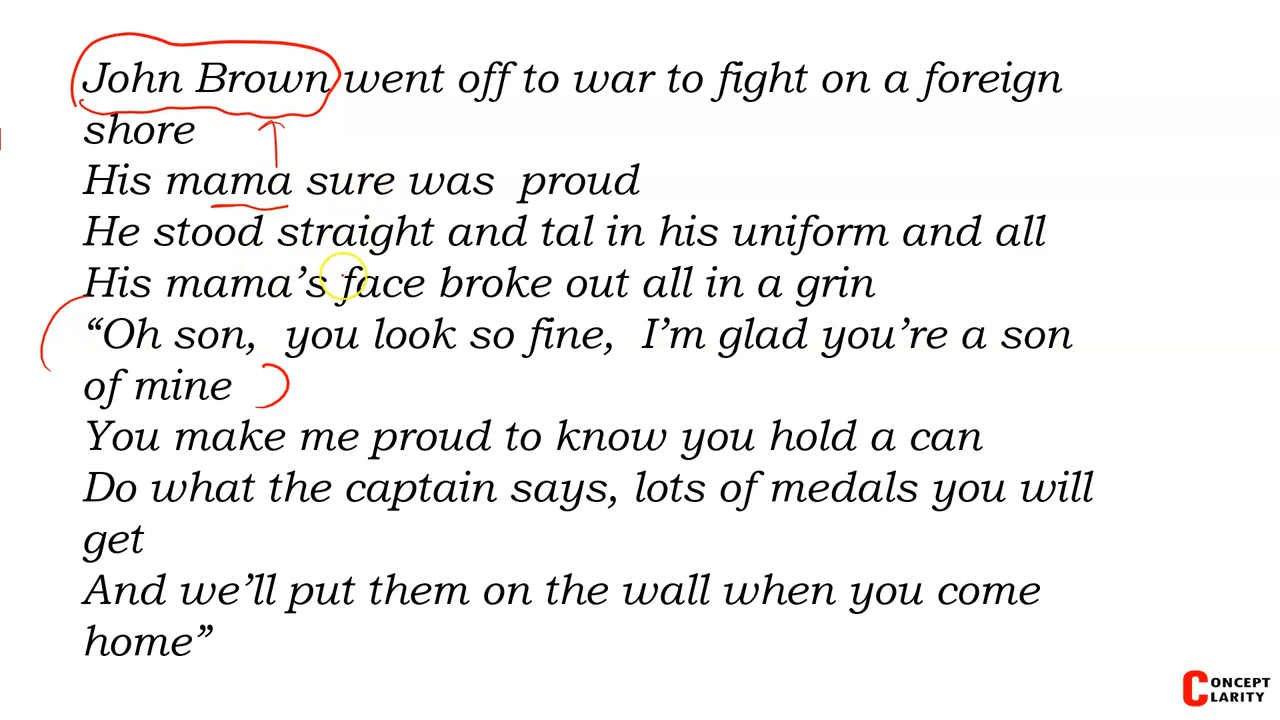 John Brown went off to war to fight on a foreign
shore
His mama sure was proud
He stood straight and tal in his uniform and all
His mama’s face broke out all in a grin
“Oh son, you look so fine, I’m glad you’re a son
of mine
You make me proud to know you hold a can
Do what the captain says, lots of medals you will
get
And we’ll put them on the wall when you come
home”
CONCEPT
CLARITY